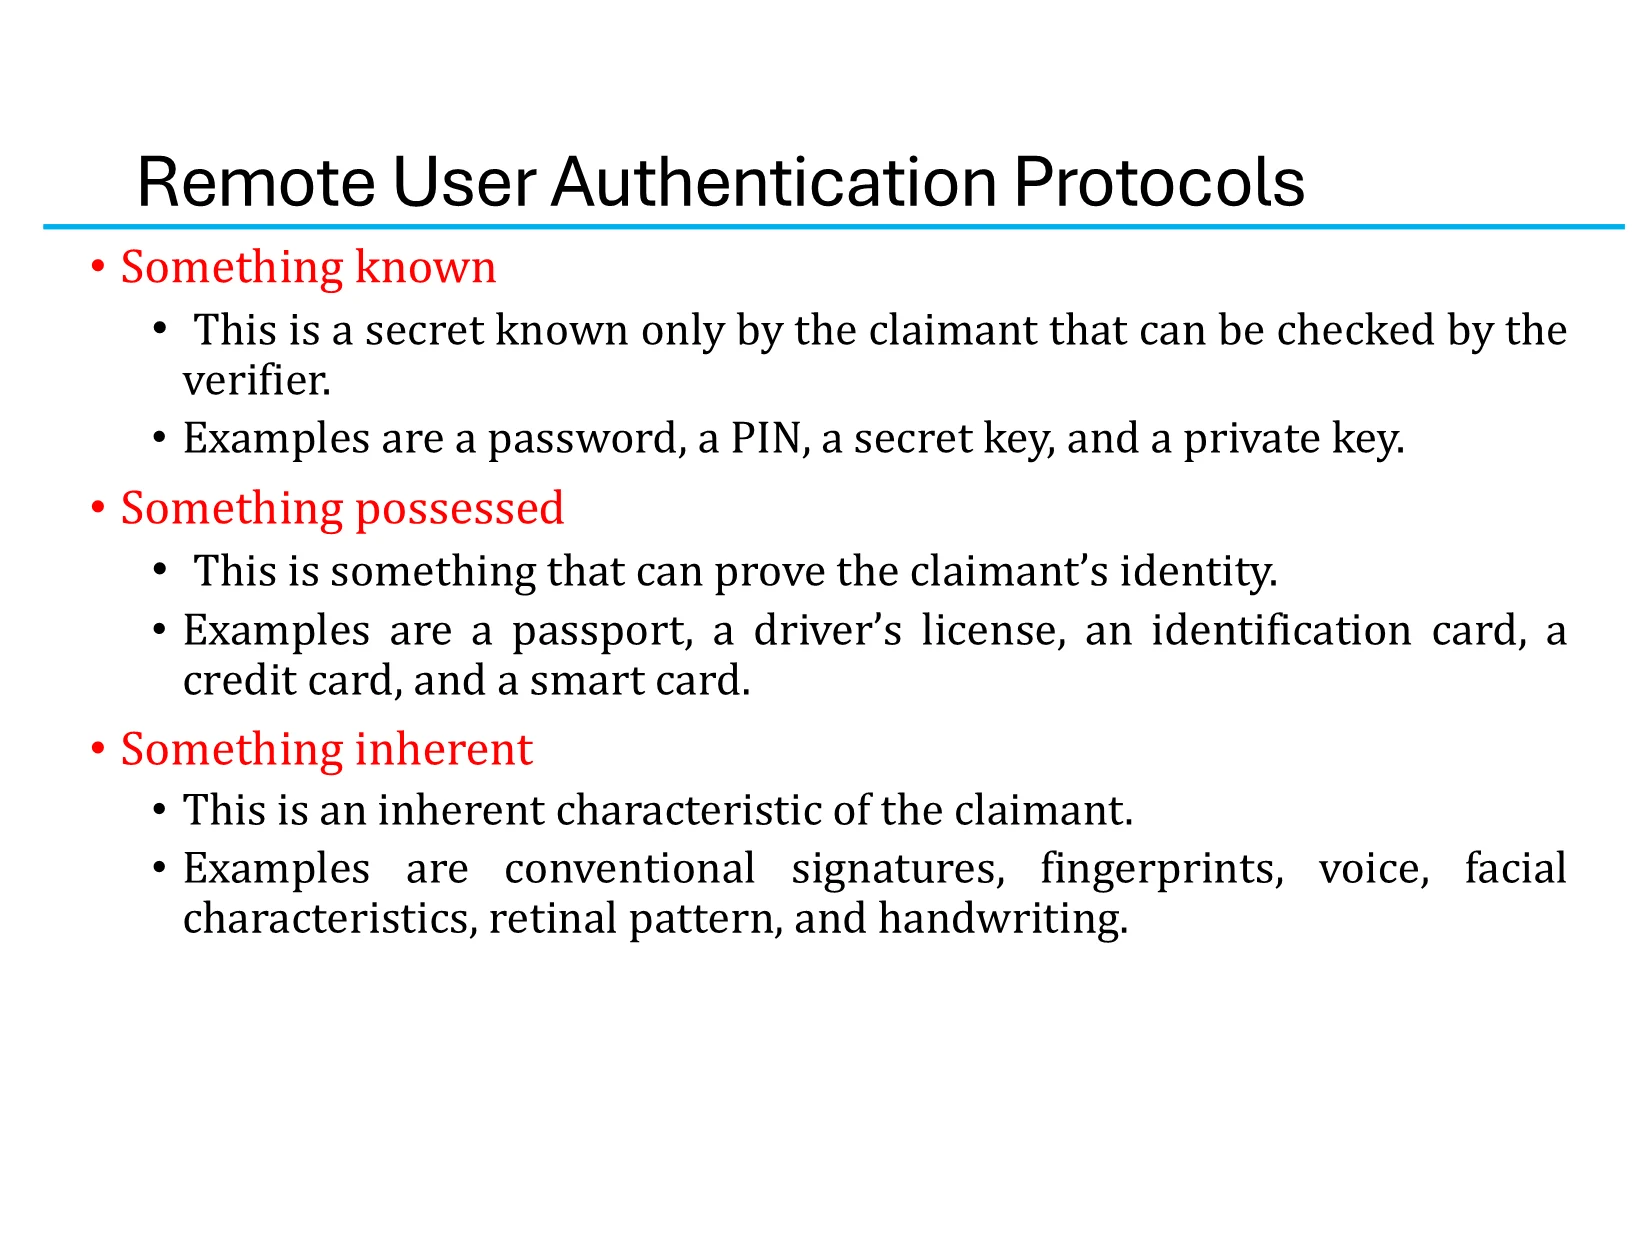 Remote User Authentication Protocols
• Something known
• This is a secret known only by the claimant that can be checked by the
verifier.
• Examples are a password, a PIN, a secret key, and a private key.
• Something possessed
• This is something that can prove the claimant’s identity.
• Examples are a passport, a driver’s license, an identification card, a
credit card, and a smart card.
• Something inherent
• This is an inherent characteristic of the claimant.
• Examples are conventional signatures, fingerprints, voice, facial
characteristics, retinal pattern, and handwriting.